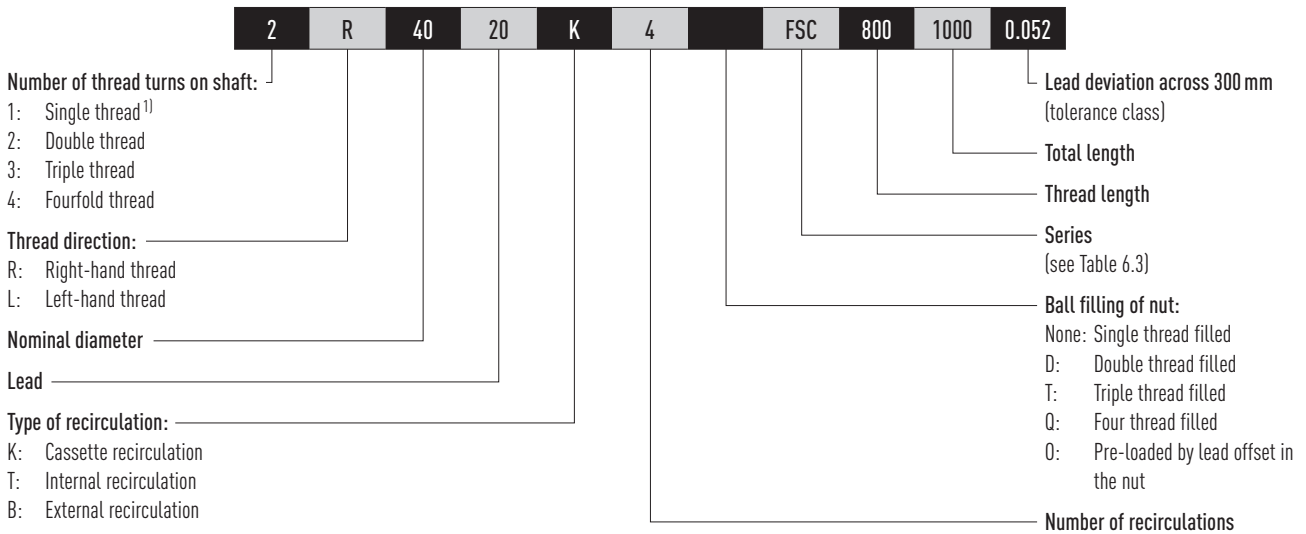 2 R 40 20 K 4 FSC 800 1000 0.052
Number of thread turns on shaft:
1: Single thread 1)
2: Double thread
3: Triple thread
4: Fourfold thread
Thread direction:
R: Right-hand thread
L: Left-hand thread
Nominal diameter
Lead
Type of recirculation:
K: Cassette recirculation
T: Internal recirculation
B: External recirculation
Lead deviation across 300 mm
(tolerance class)
Total length
Thread length
Series
(see Table 6.3)
Ball filling of nut:
None: Single thread filled
D: Double thread filled
T: Triple thread filled
Q: Four thread filled
O: Pre-loaded by lead offset in
the nut
Number of recirculations